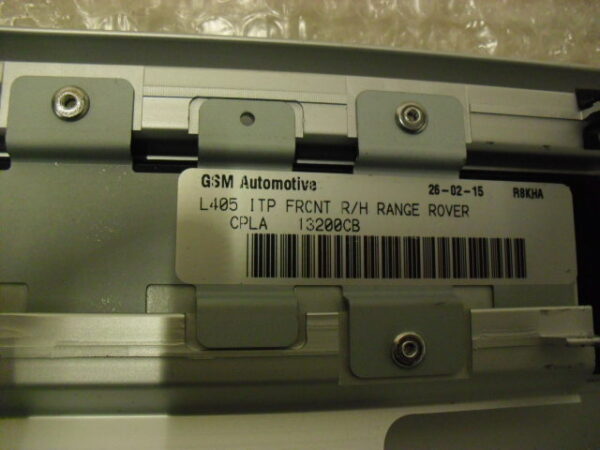 GSM Automotive 26-02-15 R8KHA
L405 ITP FRCNT R/H RANGE ROVER
CPLA 13200CB